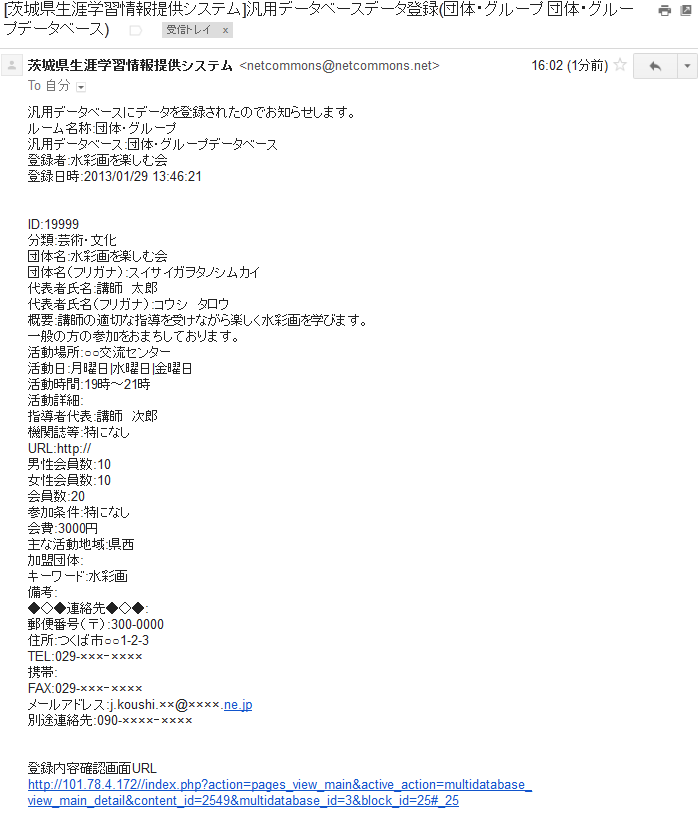 [茨城県生涯学習情報提供システム]汎用データベースデータ登録(団体・グループ 団体・グルー
プデータベース) 受信トレイ x
茨城県生涯学習情報提供システム <netcommons@netcommons.net> 16:02 (1分前)
To 自分
汎用データベースにデータを登録されたのでお知らせします。
ルーム名称:団体・グループ
汎用データベース:団体・グループデータベース
登録者:水彩画を楽しむ会
登録日時:2013/01/29 13:46:21
ID:19999
分類:芸術・文化
団体名:水彩画を楽しむ会
団体名(フリガナ):スイサイガヲタノシムカイ
代表者氏名:講師　太郎
代表者氏名(フリガナ):コウシ　タロウ
概要:講師の適切な指導を受けながら楽しく水彩画を学びます。
一般の方の参加をおまちしております。
活動場所:○○交流センター
活動日:月曜日|水曜日|金曜日
活動時間:19時～21時
活動詳細:
指導者代表:講師　次郎
機関誌等:特になし
URL:http://
男性会員数:10
女性会員数:10
会員数:20
参加条件:特になし
会費:3000円
主な活動地域:県西
加盟団体:
キーワード:水彩画
備考:
◆◇◆連絡先◆◇◆:
郵便番号(〒):300-0000
住所:つくば市○○1-2-3
TEL:029-×××-××××
携帯:
FAX:029-×××-××××
メールアドレス:j.koushi.××@××××.ne.jp
別途連絡先:090-××××-××××
登録内容確認画面URL
http://101.78.4.172//index.php?action=pages_view_main&active_action=multidatabase_
view_main_detail&content_id=2549&multidatabase_id=3&block_id=25#_25